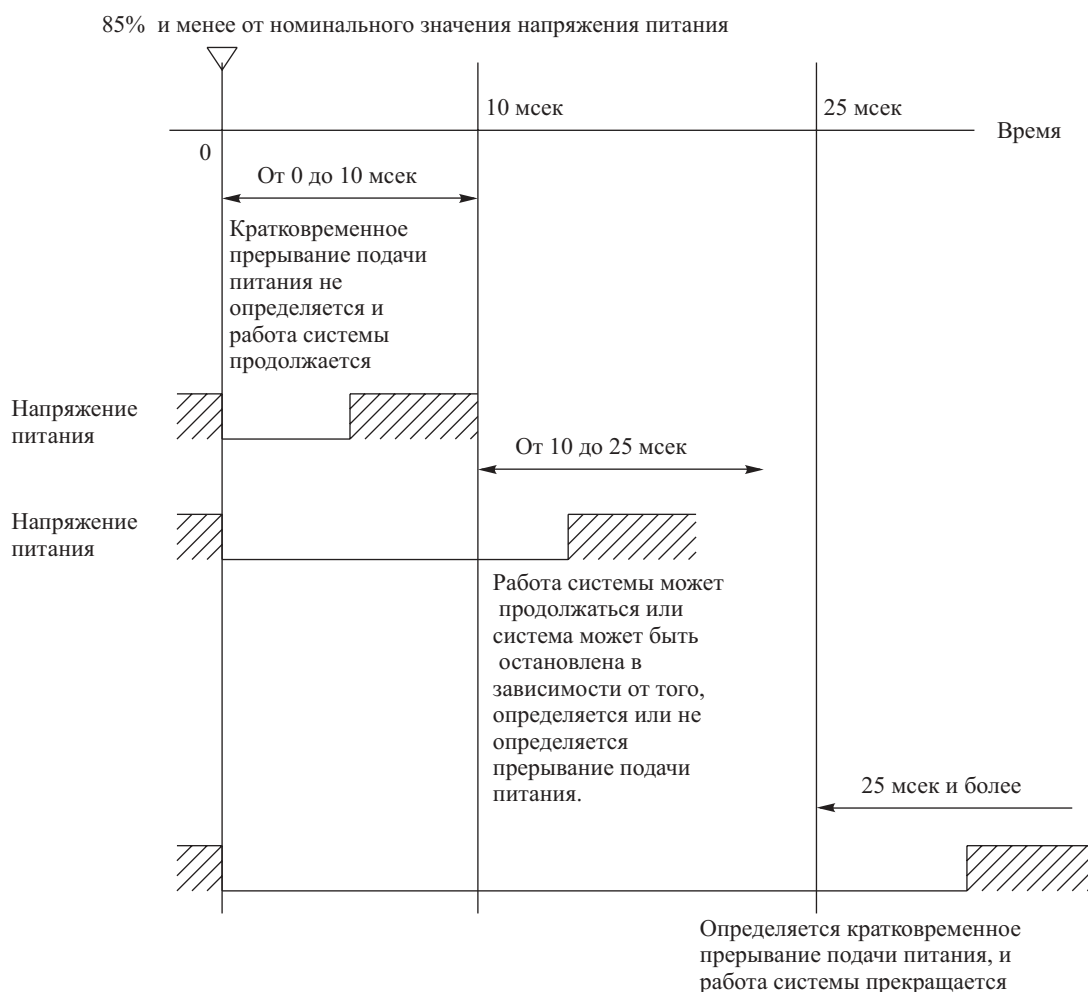 85% и менее от номинального значения напряжения питания
10 мсек
25 мсек
Время
0
От 0 до 10 мсек
Кратковременное
прерывание подачи
питания не
определяется и
работа системы
продолжается
Напряжение
питания
От 10 до 25 мсек
Напряжение
питания
Работа системы может
продолжаться или
система может быть
остановлена в
зависимости от того,
определяется или не
определяется
прерывание подачи
питания.
25 мсек и более
Определяется кратковременное
прерывание подачи питания, и
работа системы прекращается